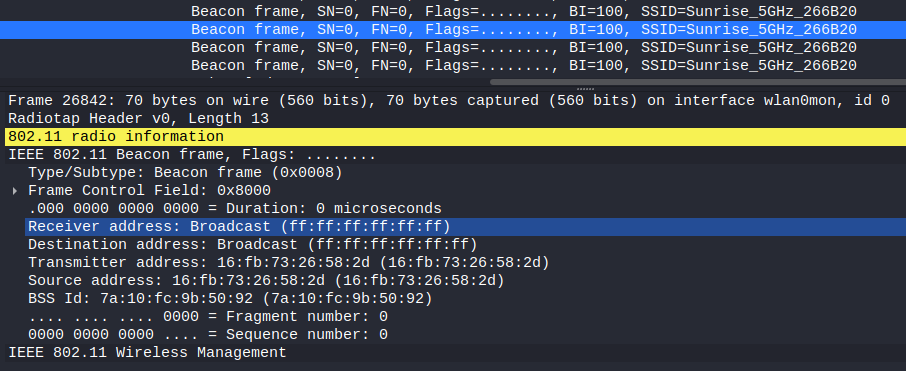 Beacon frame, SN=0, FN=0, Flags=........, BI=100, SSID=Sunrise_5GHz_266B20
Beacon frame, SN=0, FN=0, Flags=........, BI=100, SSID=Sunrise_5GHz_266B20
Beacon frame, SN=0, FN=0, Flags=........, BI=100, SSID=Sunrise_5GHz_266B20
Beacon frame, SN=0, FN=0, Flags=........, BI=100, SSID=Sunrise_5GHz_266B20
Frame 26842: 70 bytes on wire (560 bits), 70 bytes captured (560 bits) on interface wlan0mon, id 0
Radiotap Header v0, Length 13
802.11 radio information
IEEE 802.11 Beacon frame, Flags: ........
Type/Subtype: Beacon frame (0x0008)
Frame Control Field: 0x8000
.000 0000 0000 0000 = Duration: 0 microseconds
Receiver address: Broadcast (ff:ff:ff:ff:ff:ff)
Destination address: Broadcast (ff:ff:ff:ff:ff:ff)
Transmitter address: 16:fb:73:26:58:2d (16:fb:73:26:58:2d)
Source address: 16:fb:73:26:58:2d (16:fb:73:26:58:2d)
BSS Id: 7a:10:fc:9b:50:92 (7a:10:fc:9b:50:92)
.... .... .... 0000 = Fragment number: 0
0000 0000 0000 .... = Sequence number: 0
IEEE 802.11 Wireless Management